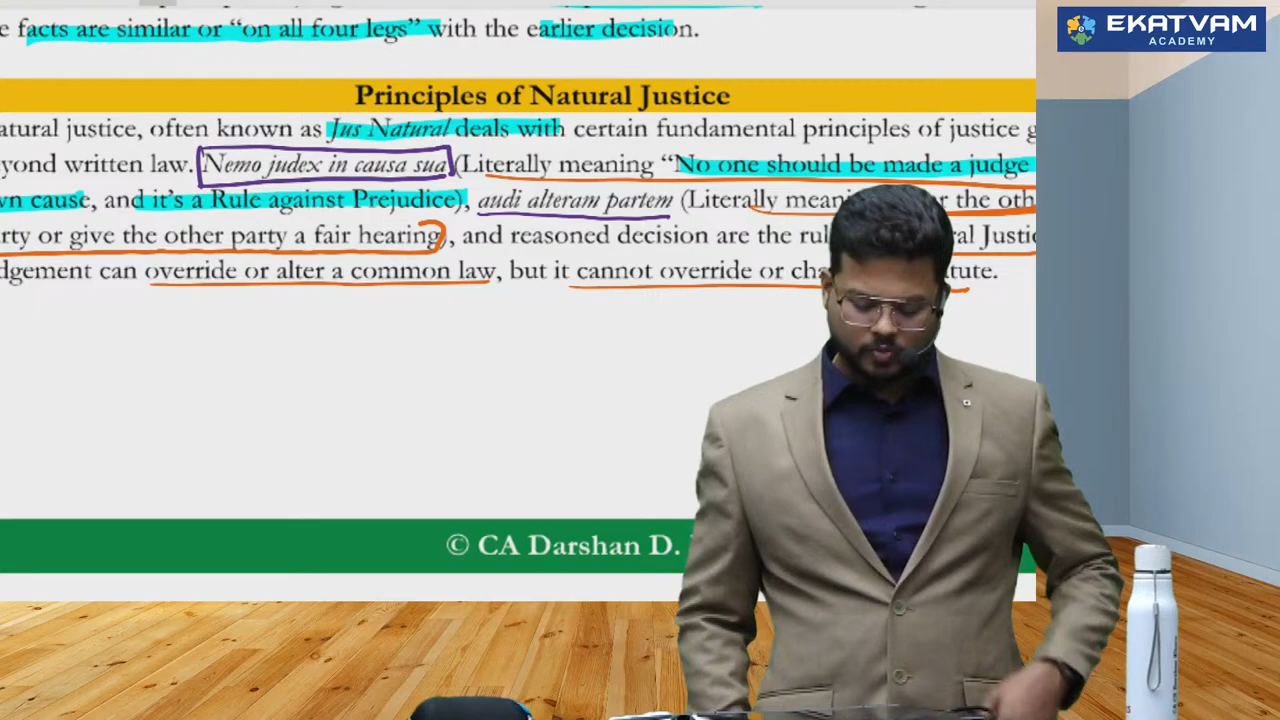 EKATVAM
ACADEMY
facts are similar or “on all four legs” with the earlier decision.
Principles of Natural Justice
atural justice, often known as Jus Natural deals with certain fundamental principles of justice g
eyond written law. Nemo judex in causa sua (Literally meaning “No one should be made a judge
wn cause, and it’s a Rule against Prejudice), audi alteram partem (Literally the oth
rty or give the other party a fair hearing), and reasoned decision are the Justic
dgement can override or alter a common law, but it cannot override or
© CA Darshan D.